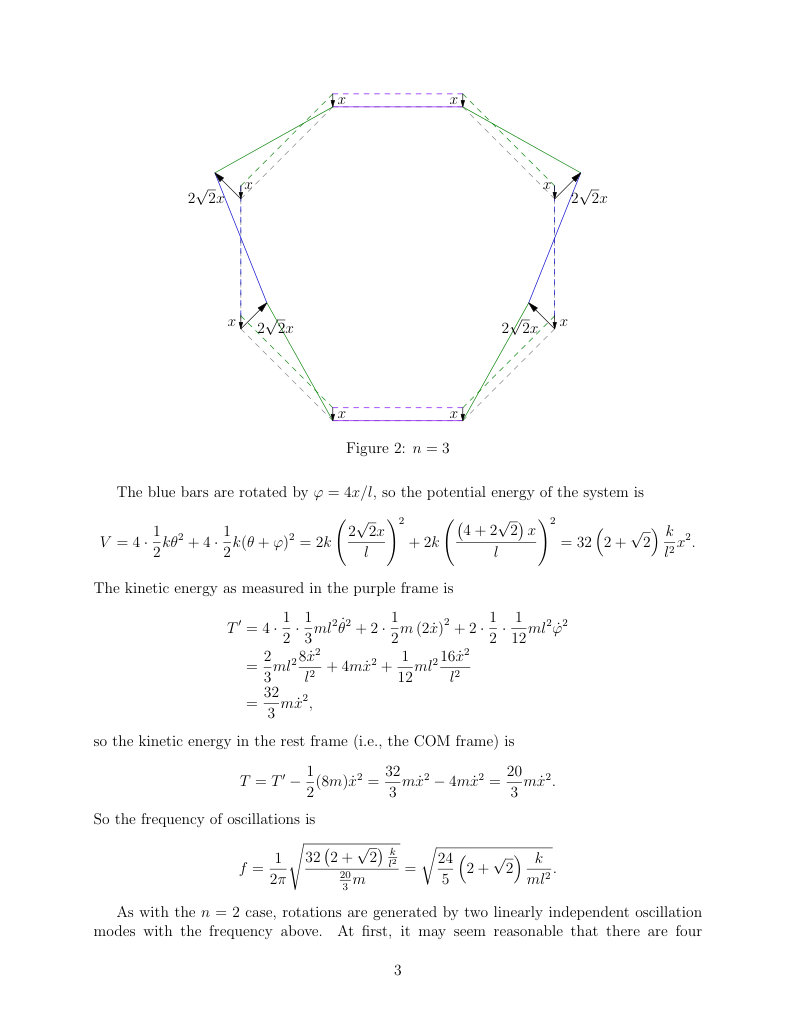 x x
x x
2√2x 2√2x
x x
2√2x 2√2x
x x
Figure 2: n = 3
The blue bars are rotated by φ = 4x/l, so the potential energy of the system is
V = 4 · 1/2 kθ² + 4 · 1/2 k(θ + φ)² = 2k (2√2x / l)² + 2k ((4 + 2√2) x / l)² = 32 (2 + √2) k/l² x².
The kinetic energy as measured in the purple frame is
T′ = 4 · 1/2 · 1/3 ml²θ̇² + 2 · 1/2 m (2ẋ)² + 2 · 1/2 · 1/12 ml²φ̇²
= 2/3 ml² 8ẋ²/l² + 4mẋ² + 1/12 ml² 16ẋ²/l²
= 32/3 mẋ²,
so the kinetic energy in the rest frame (i.e., the COM frame) is
T = T′ − 1/2 (8m)ẋ² = 32/3 mẋ² − 4mẋ² = 20/3 mẋ².
So the frequency of oscillations is
f = 1/2π √(32 (2 + √2) k/l² / 20/3 m) = √(24/5 (2 + √2) k/ml²).
As with the n = 2 case, rotations are generated by two linearly independent oscillation
modes with the frequency above. At first, it may seem reasonable that there are four
3